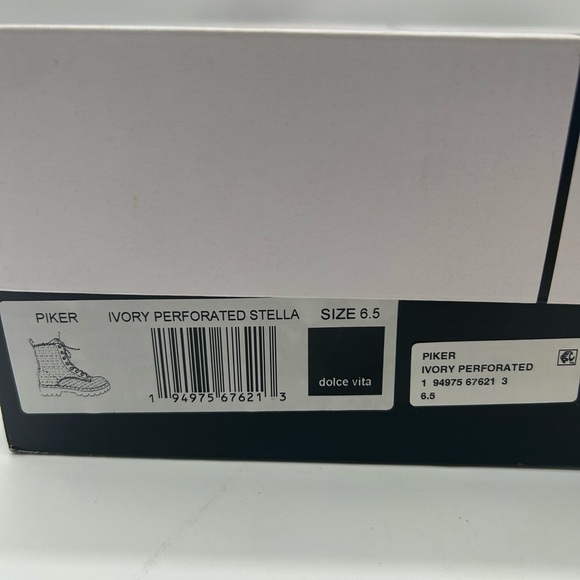 PIKER IVORY PERFORATED STELLA SIZE 6.5
dolce vita
1 94975 67621 3
PIKER
IVORY PERFORATED
1 94975 67621 3
6.5